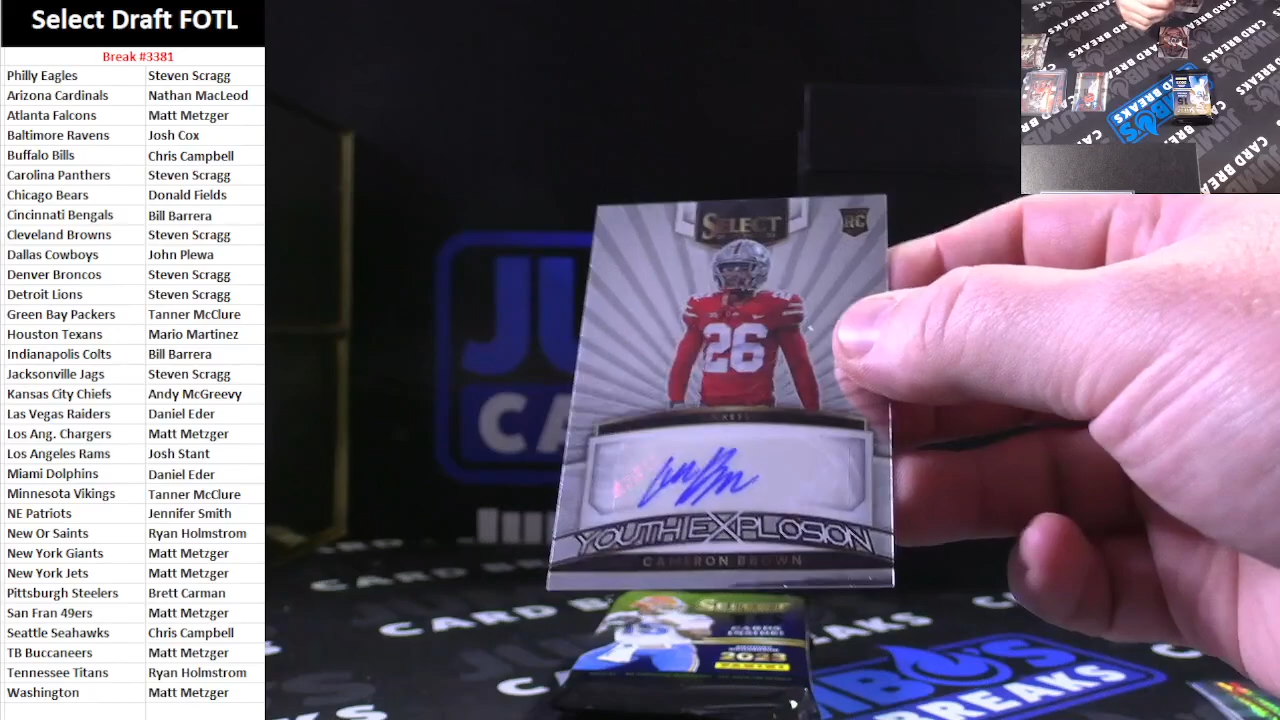 Select Draft FOTL
Break #3381
Philly Eagles Steven Scragg
Arizona Cardinals Nathan MacLeod
Atlanta Falcons Matt Metzger
Baltimore Ravens Josh Cox
Buffalo Bills Chris Campbell
Carolina Panthers Steven Scragg
Chicago Bears Donald Fields
Cincinnati Bengals Bill Barrera
Cleveland Browns Steven Scragg
Dallas Cowboys John Plewa
Denver Broncos Steven Scragg
Detroit Lions Steven Scragg
Green Bay Packers Tanner McClure
Houston Texans Mario Martinez
Indianapolis Colts Bill Barrera
Jacksonville Jags Steven Scragg
Kansas City Chiefs Andy McGreevy
Las Vegas Raiders Daniel Eder
Los Ang. Chargers Matt Metzger
Los Angeles Rams Josh Stant
Miami Dolphins Daniel Eder
Minnesota Vikings Tanner McClure
NE Patriots Jennifer Smith
New Or Saints Ryan Holmstrom
New York Giants Matt Metzger
New York Jets Matt Metzger
Pittsburgh Steelers Brett Carman
San Fran 49ers Matt Metzger
Seattle Seahawks Chris Campbell
TB Buccaneers Matt Metzger
Tennessee Titans Ryan Holmstrom
Washington Matt Metzger
SELECT
RC
26
YOUTH EXPLOSION
CAMERON BROWN
SELECT
2023
PANINI
CARD BREAKS
BREAKS
CARD BREAKS